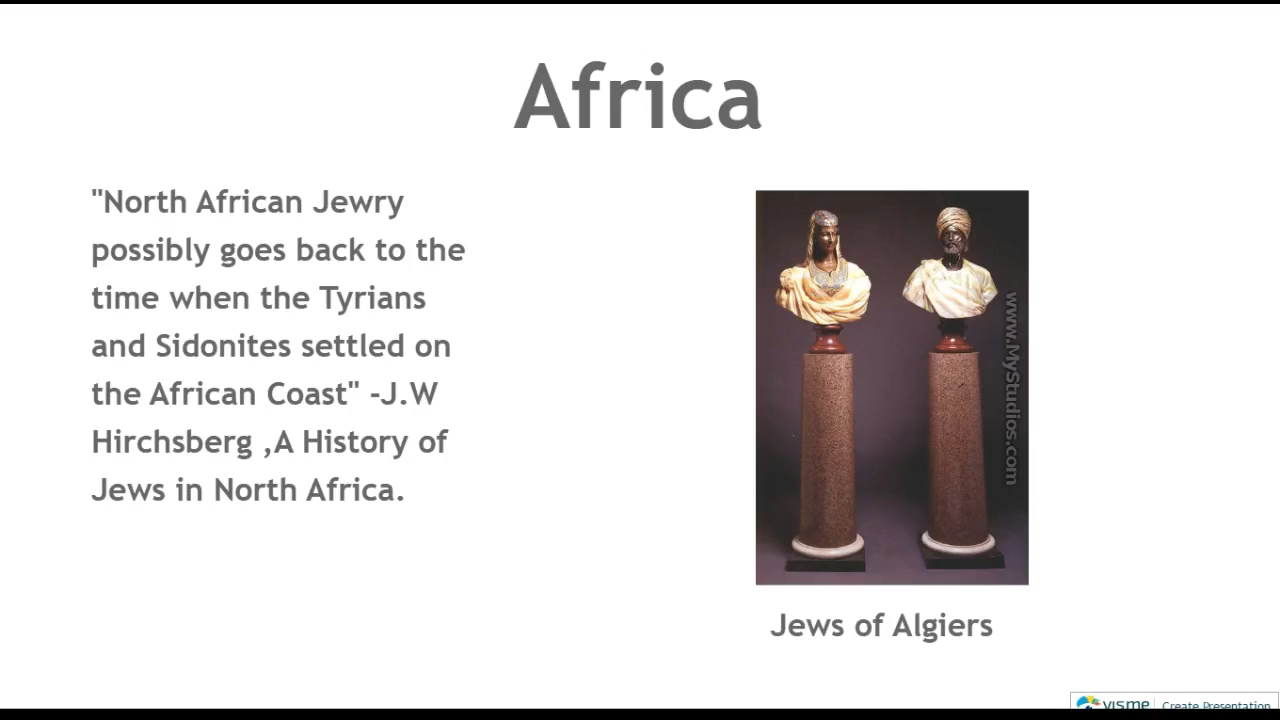 Africa
"North African Jewry
possibly goes back to the
time when the Tyrians
and Sidonites settled on
the African Coast" -J.W
Hirchsberg ,A History of
Jews in North Africa.
www.MyStudios.com
Jews of Algiers
visme Create Presentation